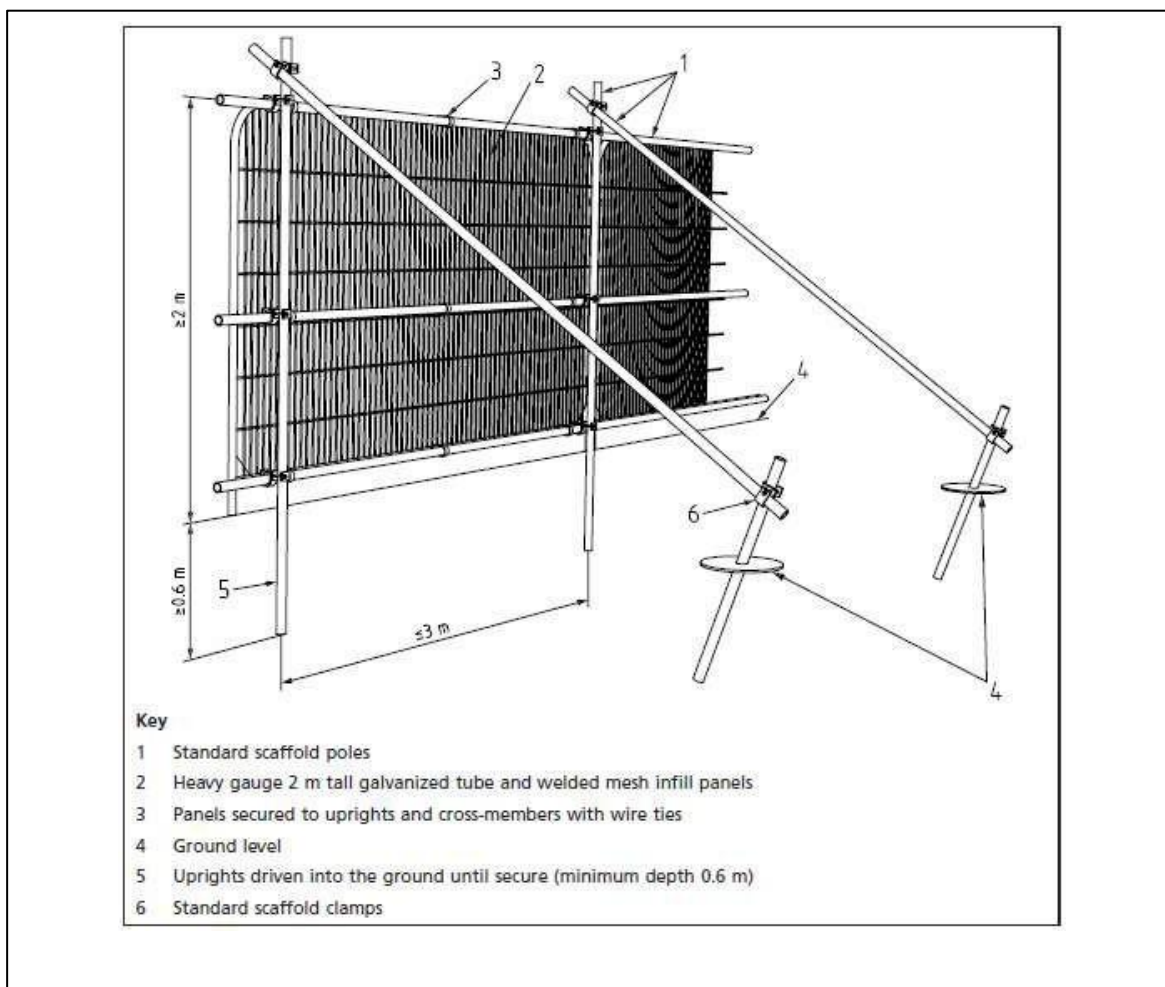 1
2
3
≥2 m
4
6
5
≥0.6 m
≤3 m
4
Key
1 Standard scaffold poles
2 Heavy gauge 2 m tall galvanized tube and welded mesh infill panels
3 Panels secured to uprights and cross-members with wire ties
4 Ground level
5 Uprights driven into the ground until secure (minimum depth 0.6 m)
6 Standard scaffold clamps